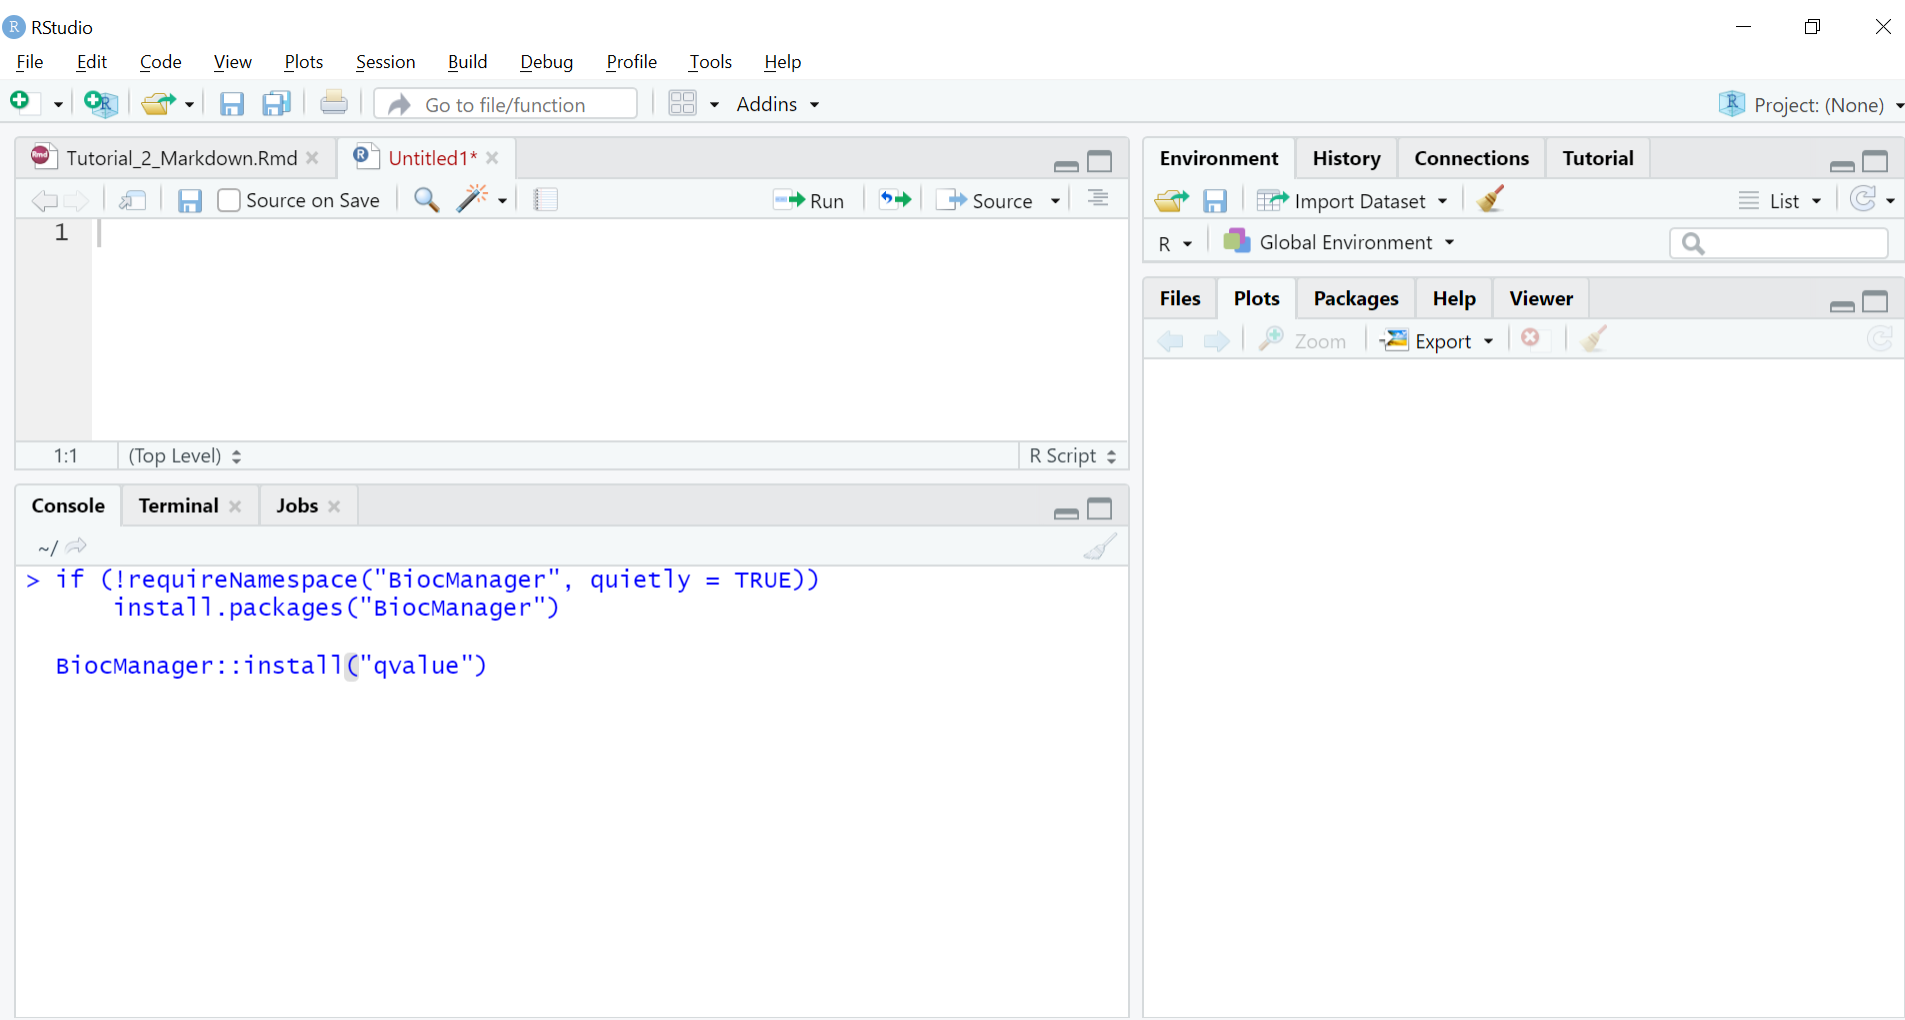 RStudio
File Edit Code View Plots Session Build Debug Profile Tools Help
Go to file/function Addins Project: (None)
Tutorial_2_Markdown.Rmd Untitled1*
Source on Save Run Source
1
1:1 (Top Level) R Script
Console Terminal Jobs
~/
> if (!requireNamespace("BiocManager", quietly = TRUE))
install.packages("BiocManager")
BiocManager::install("qvalue")
Environment History Connections Tutorial
Import Dataset List
R Global Environment
Files Plots Packages Help Viewer
Zoom Export